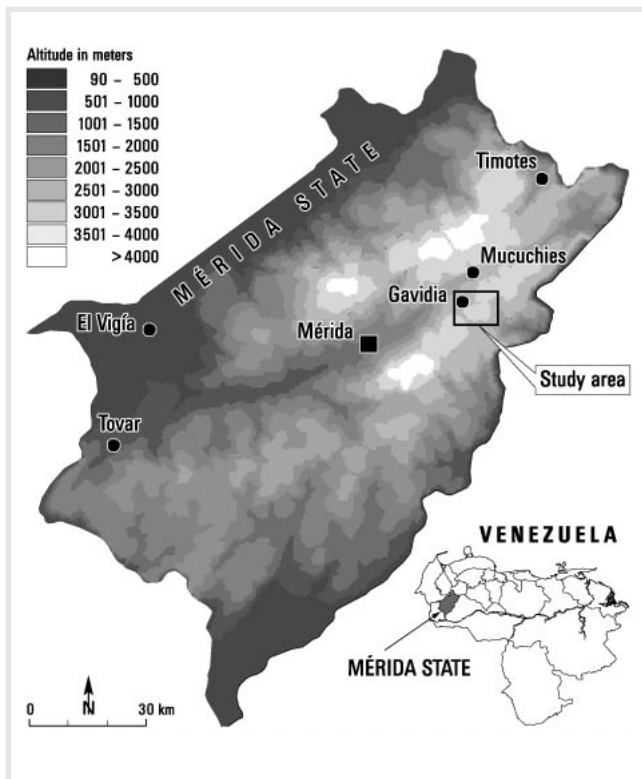 Altitude in meters
90 – 500
501 – 1000
1001 – 1500
1501 – 2000
2001 – 2500
2501 – 3000
3001 – 3500
3501 – 4000
> 4000
MÉRIDA STATE
Timotes
Mucuchies
Gavidia
El Vigía
Mérida
Study area
Tovar
VENEZUELA
MÉRIDA STATE
N
0 30 km